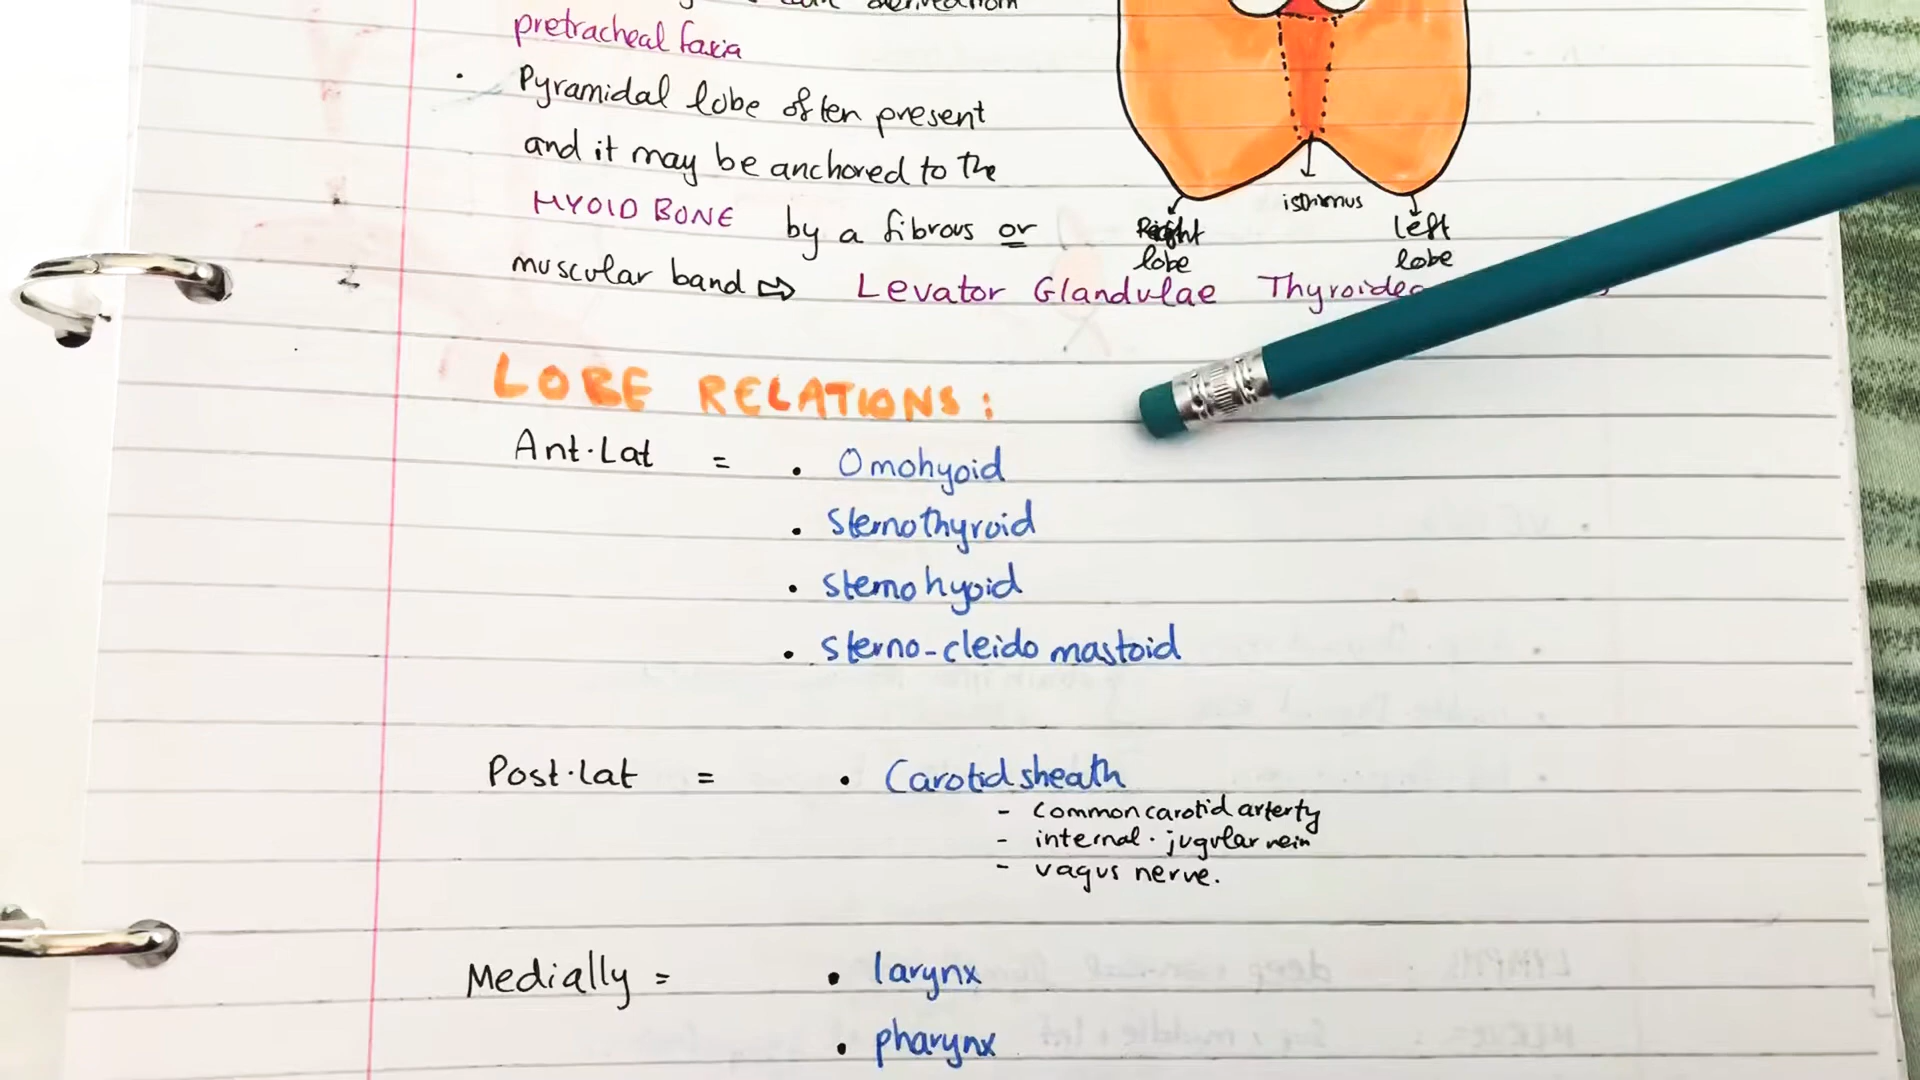 pretracheal fascia
• Pyramidal lobe often present
and it may be anchored to the
HYOID BONE by a fibrous or
muscular band ⇨ Levator Glandulae
isthmus
Right lobe
Left lobe
LOBE RELATIONS:
Ant. Lat = • Omohyoid
• Sternothyroid
• sternohyoid
• sterno-cleido mastoid
Post. lat = • Carotid sheath
- common carotid arterty
- internal. jugular vein
- vagus nerve.
Medially = • larynx
• pharynx